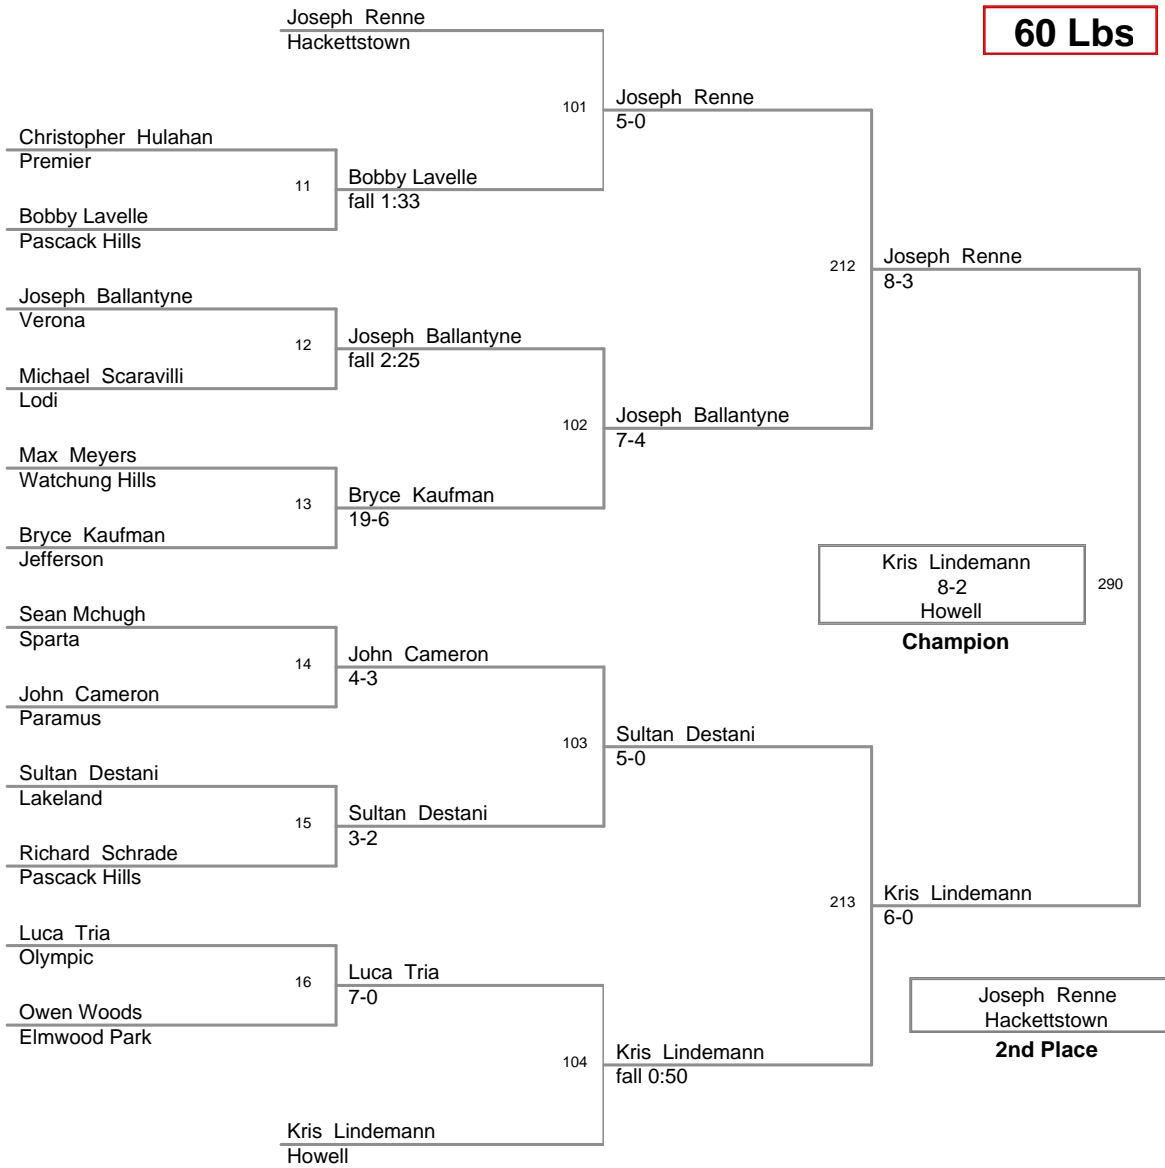 Joseph Renne
Hackettstown
60 Lbs
101
Joseph Renne
5-0
Christopher Hulahan
Premier
11
Bobby Lavelle
fall 1:33
Bobby Lavelle
Pascack Hills
212
Joseph Renne
8-3
Joseph Ballantyne
Verona
12
Joseph Ballantyne
fall 2:25
Michael Scaravilli
Lodi
102
Joseph Ballantyne
7-4
Max Meyers
Watchung Hills
13
Bryce Kaufman
19-6
Bryce Kaufman
Jefferson
Kris Lindemann
8-2
Howell
290
Champion
Sean Mchugh
Sparta
14
John Cameron
4-3
John Cameron
Paramus
103
Sultan Destani
5-0
Sultan Destani
Lakeland
15
Sultan Destani
3-2
Richard Schrade
Pascack Hills
213
Kris Lindemann
6-0
Luca Tria
Olympic
16
Luca Tria
7-0
Owen Woods
Elmwood Park
Joseph Renne
Hackettstown
2nd Place
104
Kris Lindemann
fall 0:50
Kris Lindemann
Howell